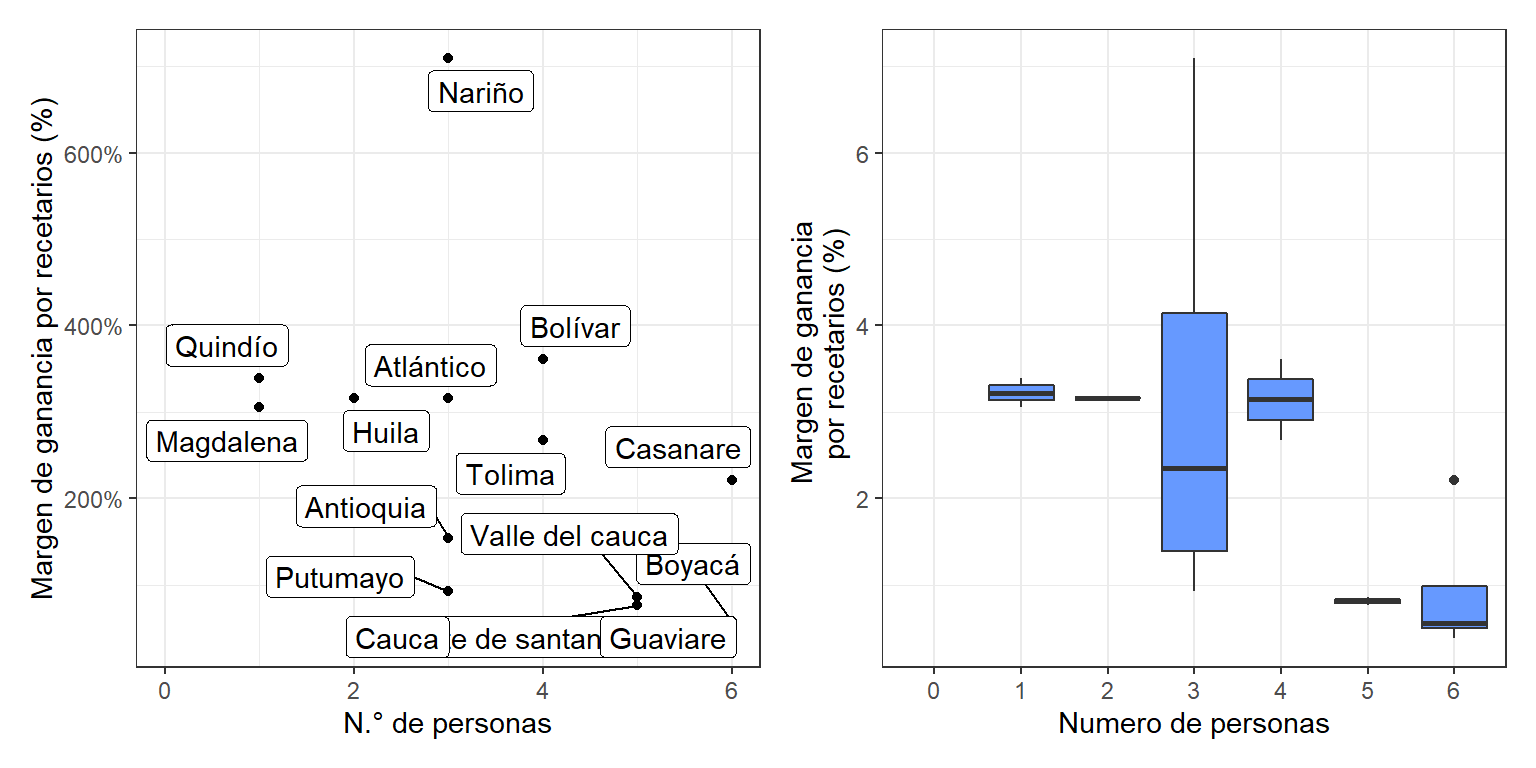 Margen de ganancia por recetarios (%)
600%
400%
200%
Nariño
Bolívar
Quindío
Atlántico
Magdalena
Huila
Casanare
Tolima
Antioquia
Valle del cauca
Boyacá
Putumayo
Cauca
de santan
Guaviare
0 2 4 6
N.° de personas
Margen de ganancia
por recetarios (%)
6
4
2
0 1 2 3 4 5 6
Numero de personas